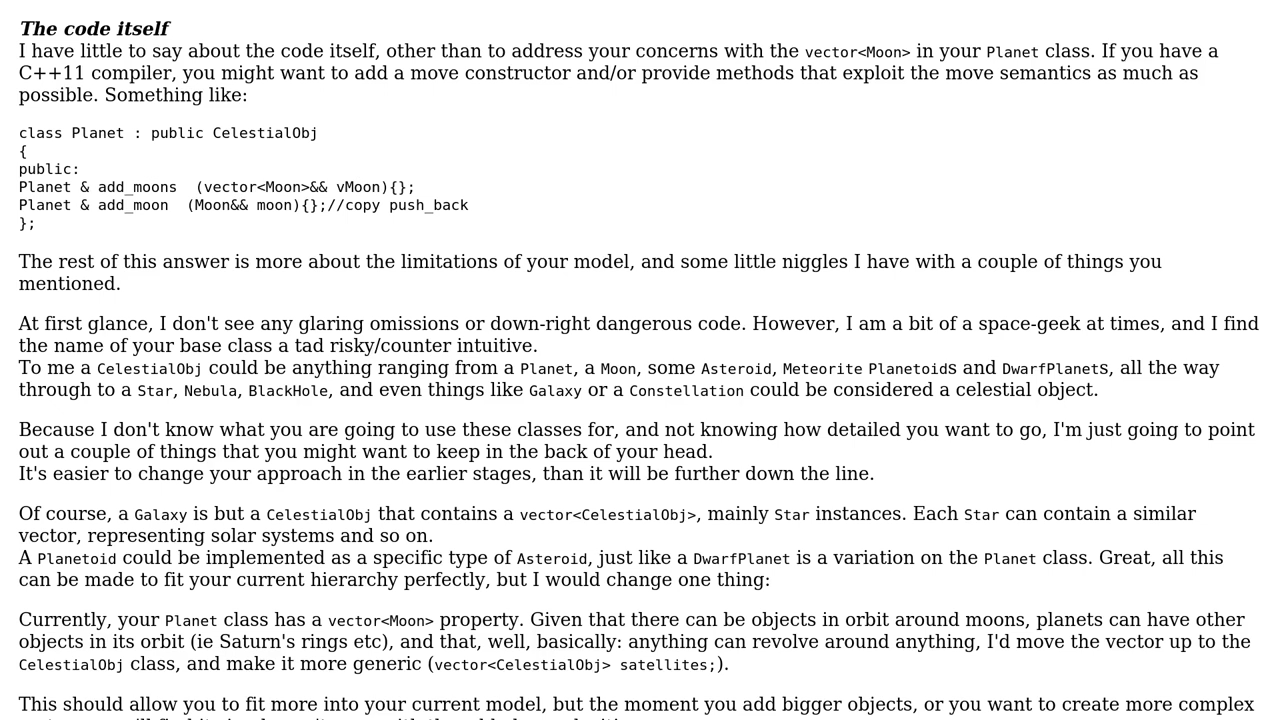 The code itself
I have little to say about the code itself, other than to address your concerns with the vector<Moon> in your Planet class. If you have a
C++11 compiler, you might want to add a move constructor and/or provide methods that exploit the move semantics as much as
possible. Something like:
class Planet : public CelestialObj
{
public:
Planet & add_moons  (vector<Moon>&& vMoon){};
Planet & add_moon  (Moon&& moon){};//copy push_back
};
The rest of this answer is more about the limitations of your model, and some little niggles I have with a couple of things you
mentioned.
At first glance, I don't see any glaring omissions or down-right dangerous code. However, I am a bit of a space-geek at times, and I find
the name of your base class a tad risky/counter intuitive.
To me a CelestialObj could be anything ranging from a Planet, a Moon, some Asteroid, Meteorite Planetoids and DwarfPlanets, all the way
through to a Star, Nebula, BlackHole, and even things like Galaxy or a Constellation could be considered a celestial object.
Because I don't know what you are going to use these classes for, and not knowing how detailed you want to go, I'm just going to point
out a couple of things that you might want to keep in the back of your head.
It's easier to change your approach in the earlier stages, than it will be further down the line.
Of course, a Galaxy is but a CelestialObj that contains a vector<CelestialObj>, mainly Star instances. Each Star can contain a similar
vector, representing solar systems and so on.
A Planetoid could be implemented as a specific type of Asteroid, just like a DwarfPlanet is a variation on the Planet class. Great, all this
can be made to fit your current hierarchy perfectly, but I would change one thing:
Currently, your Planet class has a vector<Moon> property. Given that there can be objects in orbit around moons, planets can have other
objects in its orbit (ie Saturn's rings etc), and that, well, basically: anything can revolve around anything, I'd move the vector up to the
CelestialObj class, and make it more generic (vector<CelestialObj> satellites;).
This should allow you to fit more into your current model, but the moment you add bigger objects, or you want to create more complex